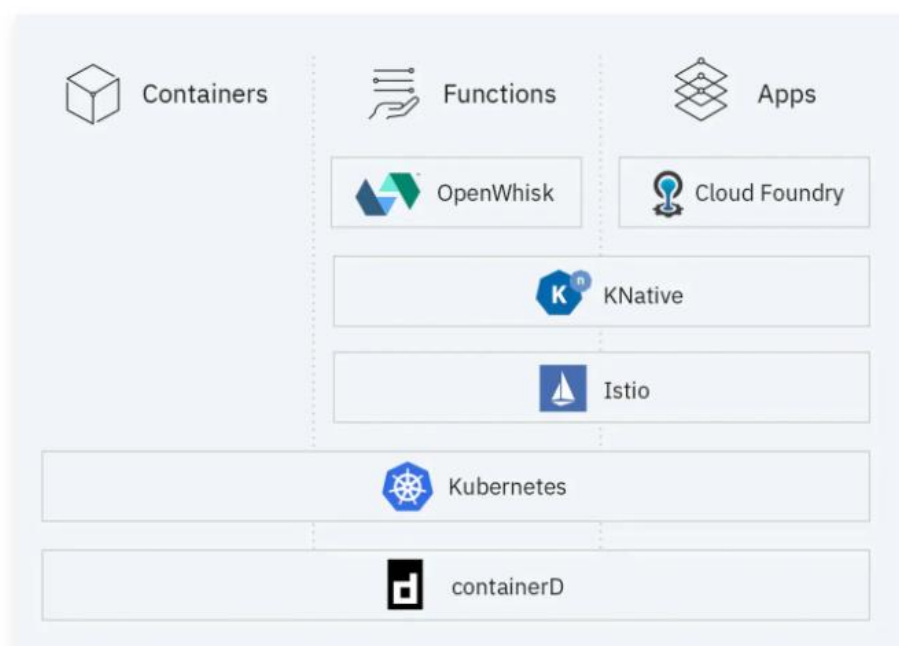 Containers
Functions
Apps
OpenWhisk
Cloud Foundry
K n
KNative
Istio
Kubernetes
d
containerD